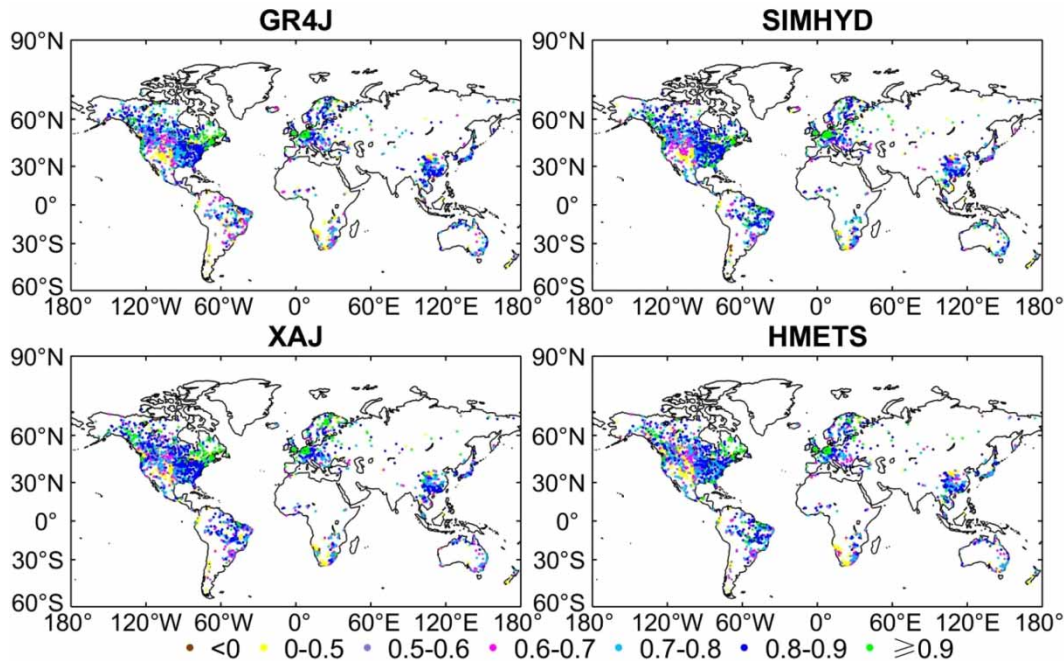 GR4J SIMHYD
90°N 90°N
60°N 60°N
30°N 30°N
0° 0°
30°S 30°S
60°S 60°S
180° 120°W 60°W 0° 60°E 120°E 180° 180° 120°W 60°W 0° 60°E 120°E 180°
XAJ HMETS
90°N 90°N
60°N 60°N
30°N 30°N
0° 0°
30°S 30°S
60°S 60°S
180° 120°W 60°W 0° 60°E 120°E 180° 180° 120°W 60°W 0° 60°E 120°E 180°
<0 0-0.5 0.5-0.6 0.6-0.7 0.7-0.8 0.8-0.9 ⩾0.9